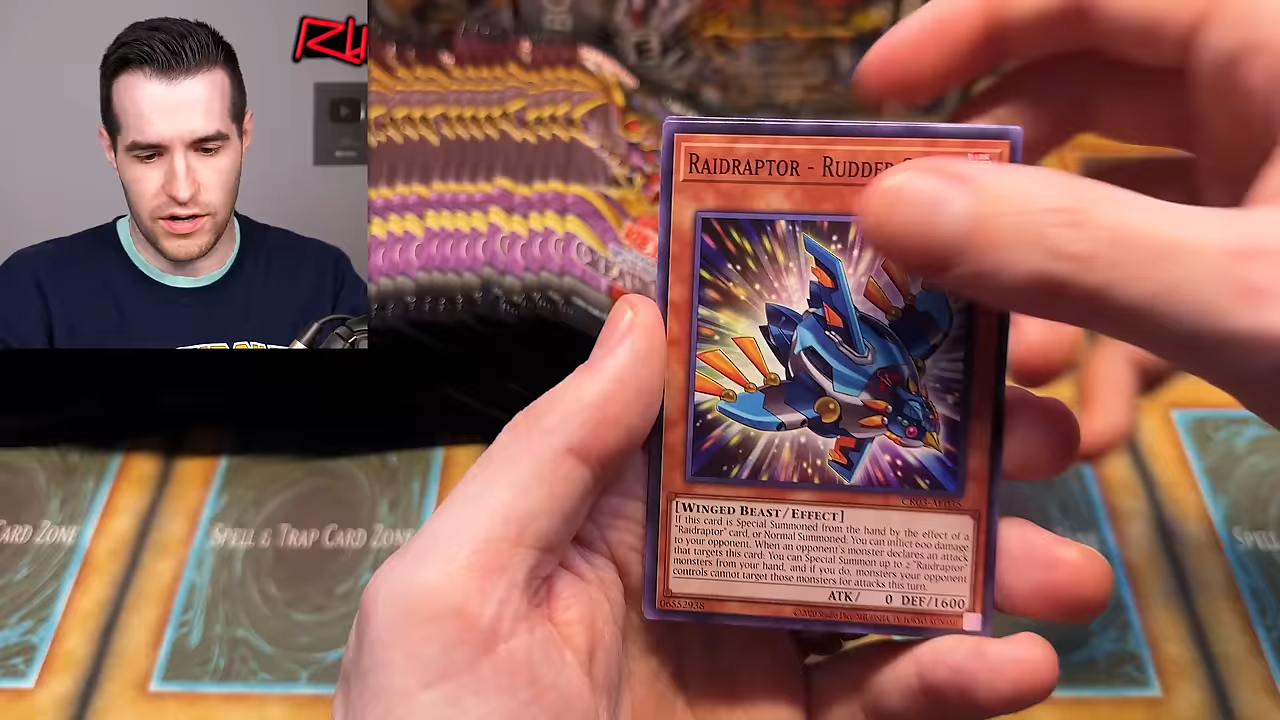 RAIDRAPTOR - RUDDER
[WINGED BEAST/EFFECT]
If this card is Special Summoned from the hand by the effect of a
"Raidraptor" card, or Normal Summoned: You can inflict 600 damage
to your opponent. When an opponent's monster declares an attack
that targets this card: You can Special Summon up to 2 "Raidraptor"
monsters from your hand, and if you do, monsters your opponent
controls cannot target those monsters for attacks this turn.
ATK/ 0 DEF/1600
06552938
CARD ZONE
SPELL & TRAP CARD ZONE